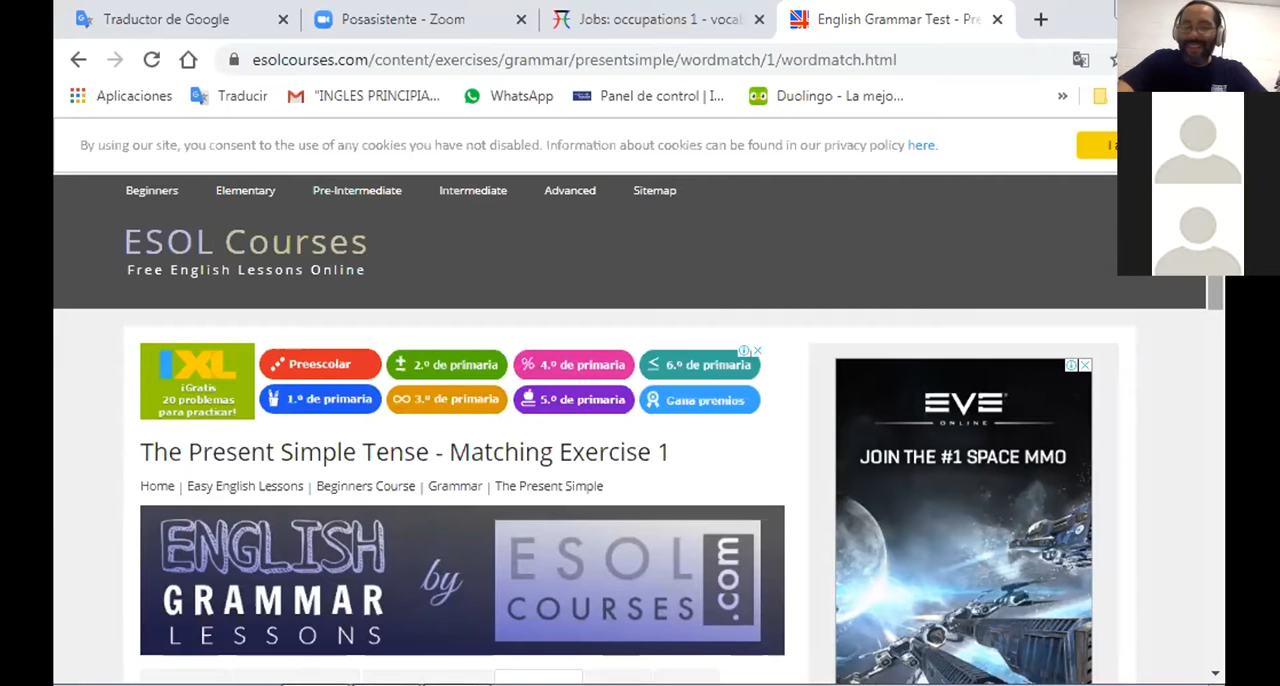 Traductor de Google
Posasistente - Zoom
Jobs: occupations 1 - vocab
English Grammar Test - Pre
esolcourses.com/content/exercises/grammar/presentsimple/wordmatch/1/wordmatch.html
Aplicaciones
Traducir
"INGLES PRINCIPIA...
WhatsApp
Panel de control | I...
Duolingo - La mejo...
»
By using our site, you consent to the use of any cookies you have not disabled. Information about cookies can be found in our privacy policy here.
Beginners
Elementary
Pre-Intermediate
Intermediate
Advanced
Sitemap
ESOL Courses
Free English Lessons Online
IXL
¡Gratis
20 problemas
para practicar!
Preescolar
2.º de primaria
4.º de primaria
6.º de primaria
1.º de primaria
3.º de primaria
5.º de primaria
Gana premios
The Present Simple Tense - Matching Exercise 1
Home | Easy English Lessons | Beginners Course | Grammar | The Present Simple
ENGLISH
GRAMMAR
LESSONS
by
ESOL
COURSES
.com
EVE
ONLINE
JOIN THE #1 SPACE MMO